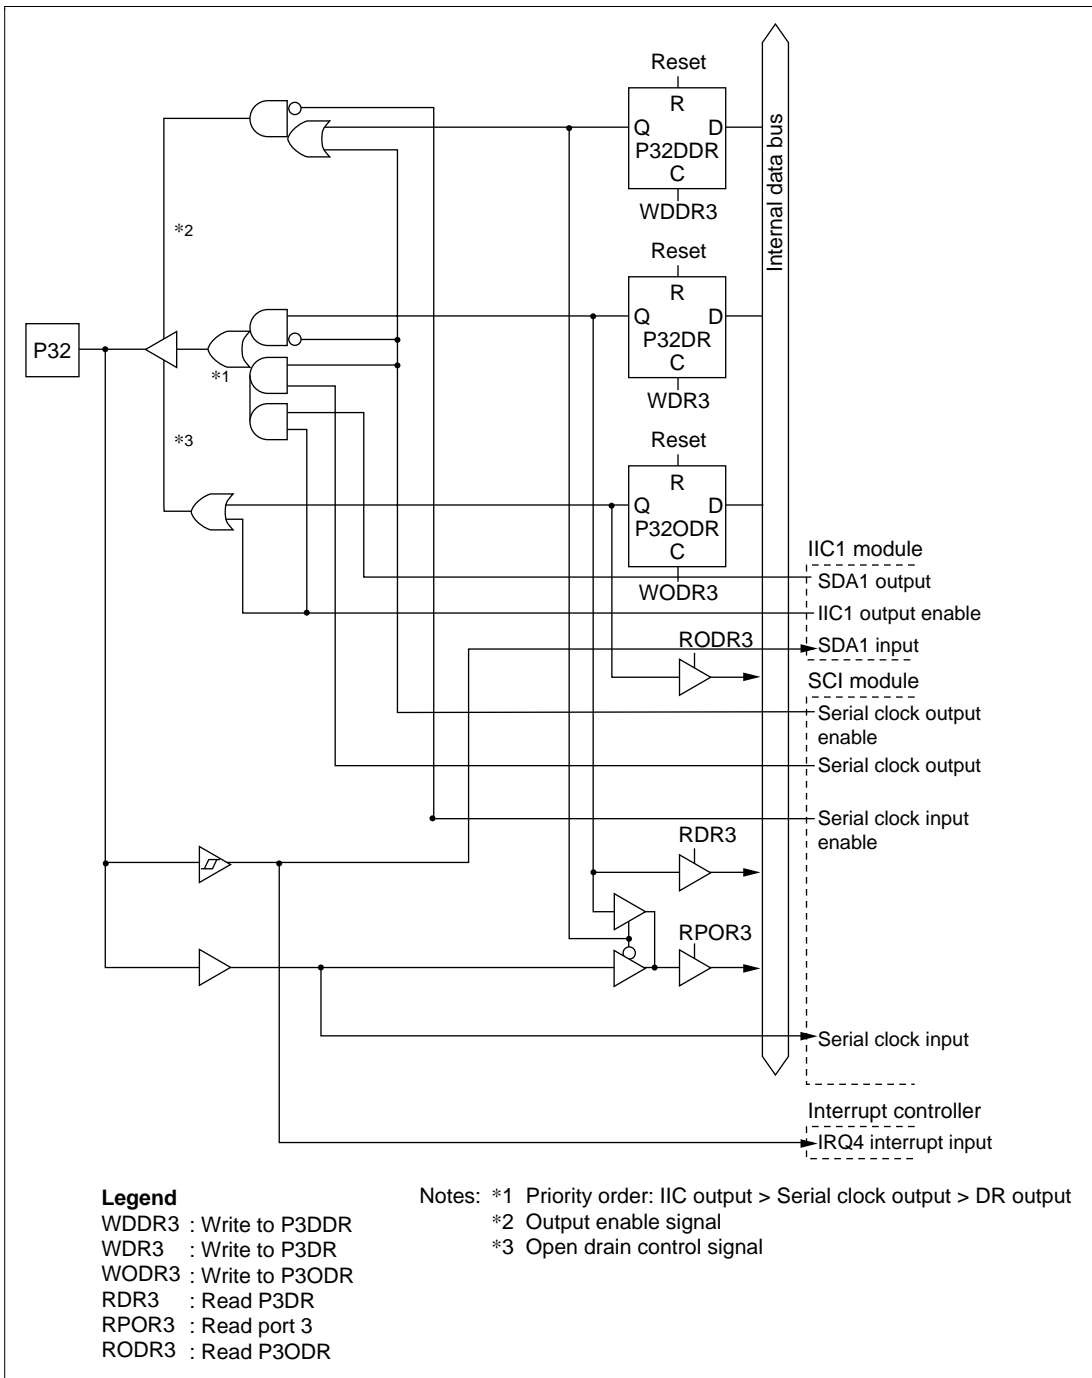 Reset
R
Q D
P32DDR
C
WDDR3
Internal data bus
*2
Reset
R
Q D
P32DR
C
WDR3
P32
*1
*3
Reset
R
Q D
P32ODR
C
WODR3
IIC1 module
SDA1 output
IIC1 output enable
SDA1 input
RODR3
SCI module
Serial clock output
enable
Serial clock output
Serial clock input
enable
RDR3
RPOR3
Serial clock input
Interrupt controller
IRQ4 interrupt input
Legend
WDDR3 : Write to P3DDR
WDR3 : Write to P3DR
WODR3 : Write to P3ODR
RDR3 : Read P3DR
RPOR3 : Read port 3
RODR3 : Read P3ODR
Notes: *1 Priority order: IIC output > Serial clock output > DR output
*2 Output enable signal
*3 Open drain control signal